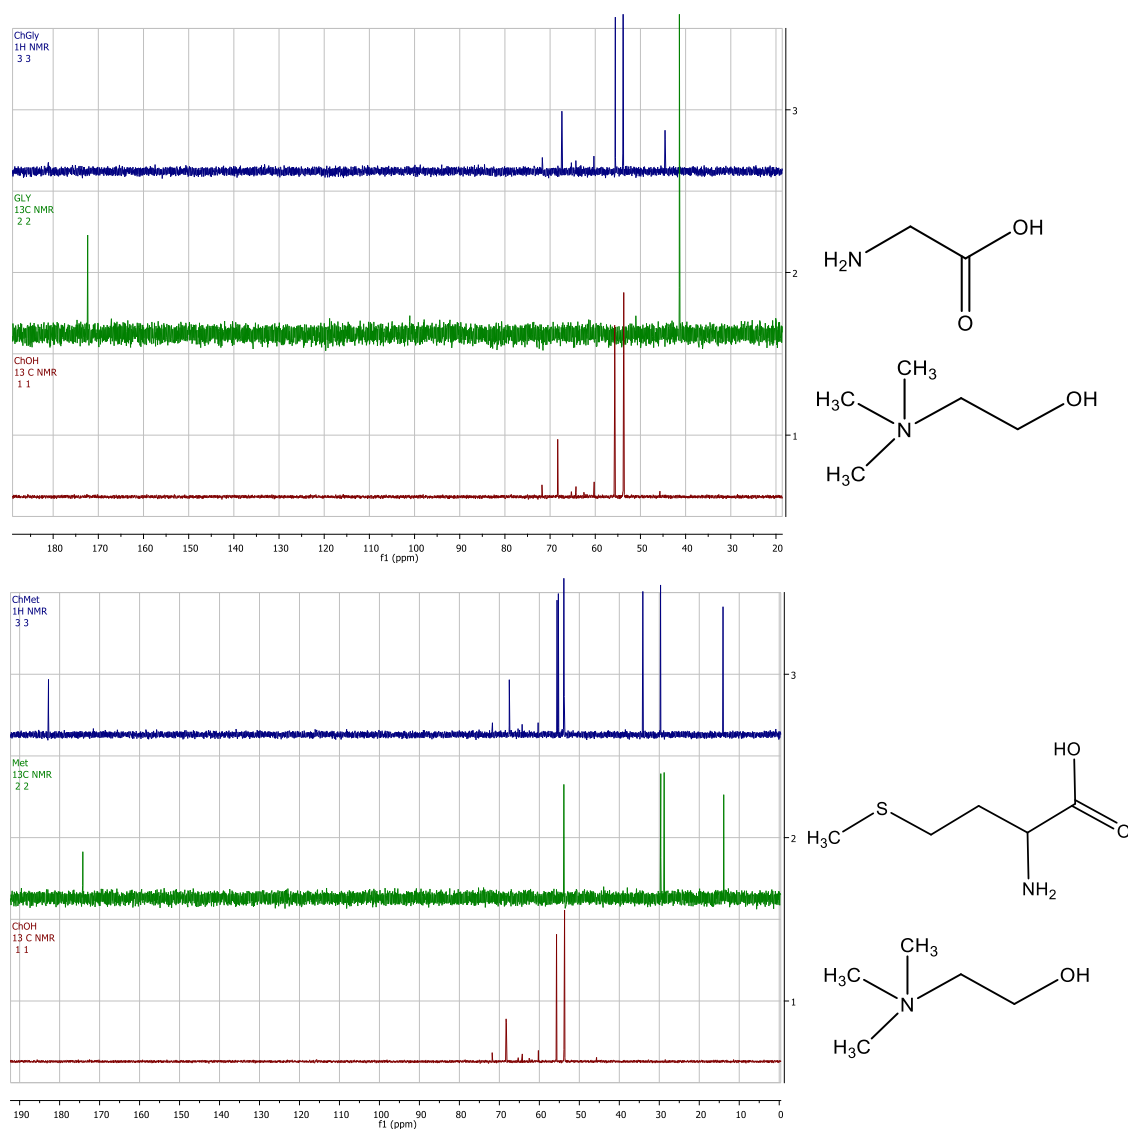 ChGly
1H NMR
3 3
3
GLY
13C NMR
2 2
2
ChOH
13 C NMR
1 1
1
180 170 160 150 140 130 120 110 100 90 80 70 60 50 40 30 20
f1 (ppm)
H₂N
OH
O
CH₃
H₃C
OH
N
H₃C
ChMet
1H NMR
3 3
3
Met
13C NMR
2 2
2
ChOH
13 C NMR
1 1
1
190 180 170 160 150 140 130 120 110 100 90 80 70 60 50 40 30 20 10 0
f1 (ppm)
HO
S
O
H₃C
NH₂
CH₃
H₃C
OH
N
H₃C